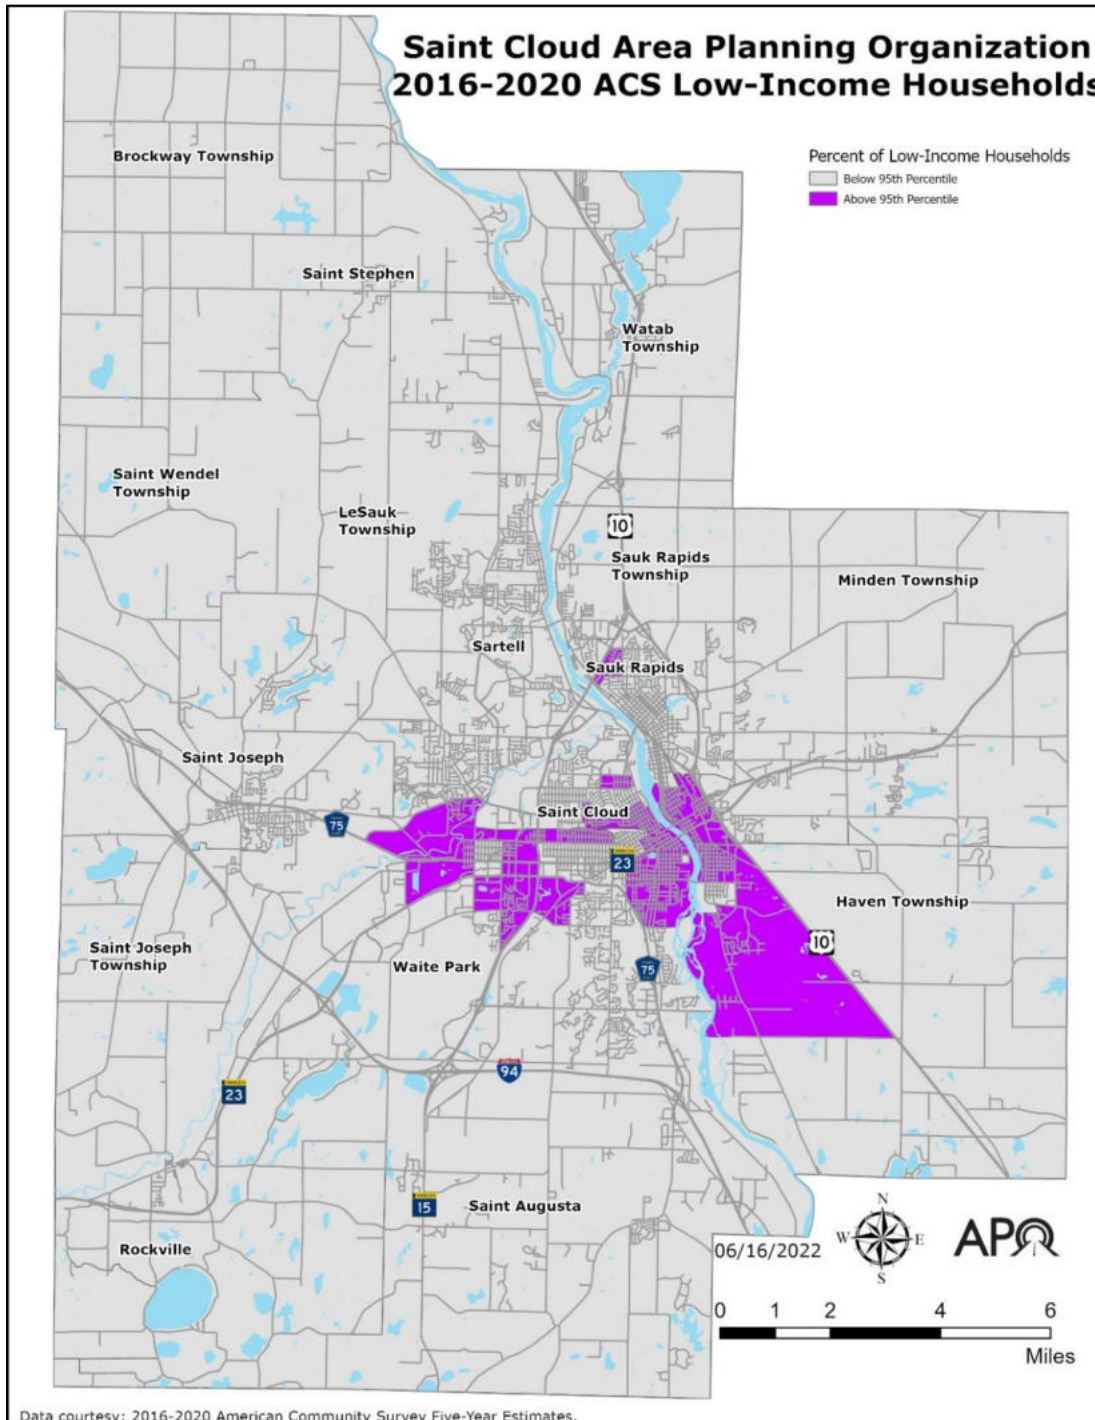 Saint Cloud Area Planning Organization
2016-2020 ACS Low-Income Households
Percent of Low-Income Households
Below 95th Percentile
Above 95th Percentile
Brockway Township
Saint Stephen
Watab
Township
Saint Wendel
Township
LeSauk
Township
10
Sauk Rapids
Township
Minden Township
Sartell
Sauk Rapids
Saint Joseph
Saint Cloud
75
23
Haven Township
Saint Joseph
Township
Waite Park
10
75
94
23
15
Saint Augusta
Rockville
06/16/2022
N
W
E
S
APO
0 1 2 4 6
Miles
Data courtesy: 2016-2020 American Community Survey Five-Year Estimates.